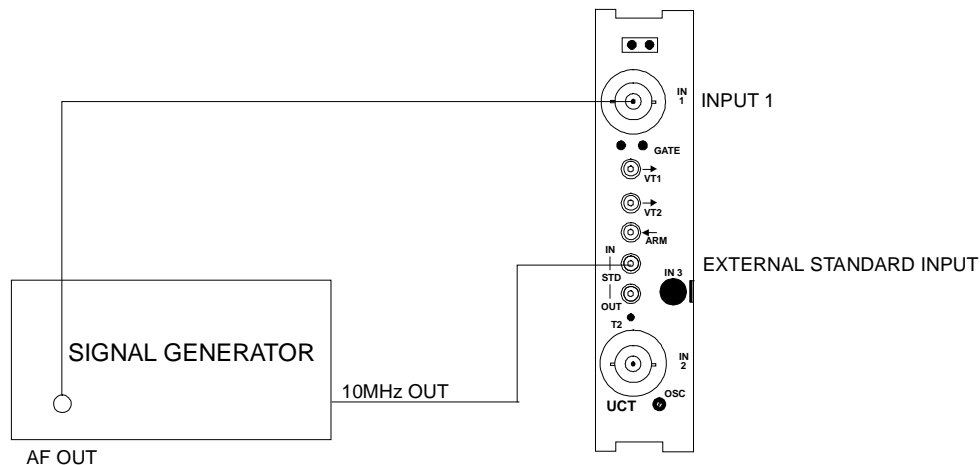 IN
1
INPUT 1
GATE
VT1
VT2
ARM
IN
STD
OUT
EXTERNAL STANDARD INPUT
IN 3
T2
IN
2
OSC
UCT
SIGNAL GENERATOR
10MHz OUT
AF OUT